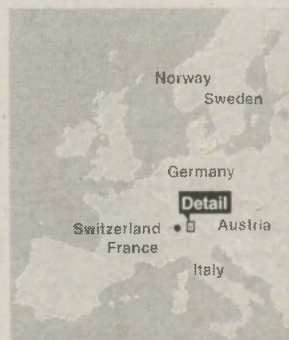 Norway
Sweden
Germany
Detail
Switzerland
Austria
France
Italy